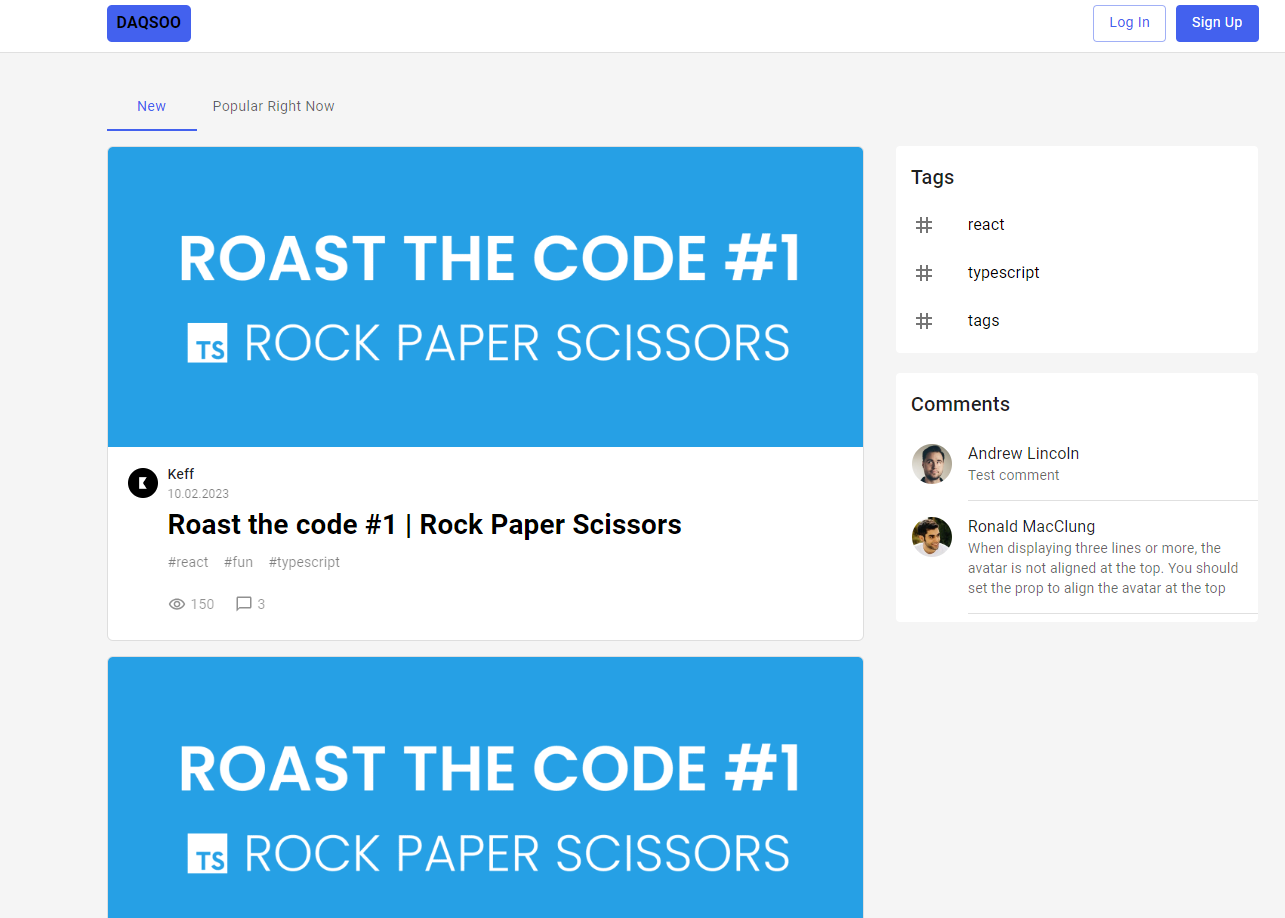 DAQSOO
Log In
Sign Up
New
Popular Right Now
ROAST THE CODE #1
TS ROCK PAPER SCISSORS
Keff
10.02.2023
Roast the code #1 | Rock Paper Scissors
#react #fun #typescript
150 3
ROAST THE CODE #1
TS ROCK PAPER SCISSORS
Tags
# react
# typescript
# tags
Comments
Andrew Lincoln
Test comment
Ronald MacClung
When displaying three lines or more, the
avatar is not aligned at the top. You should
set the prop to align the avatar at the top